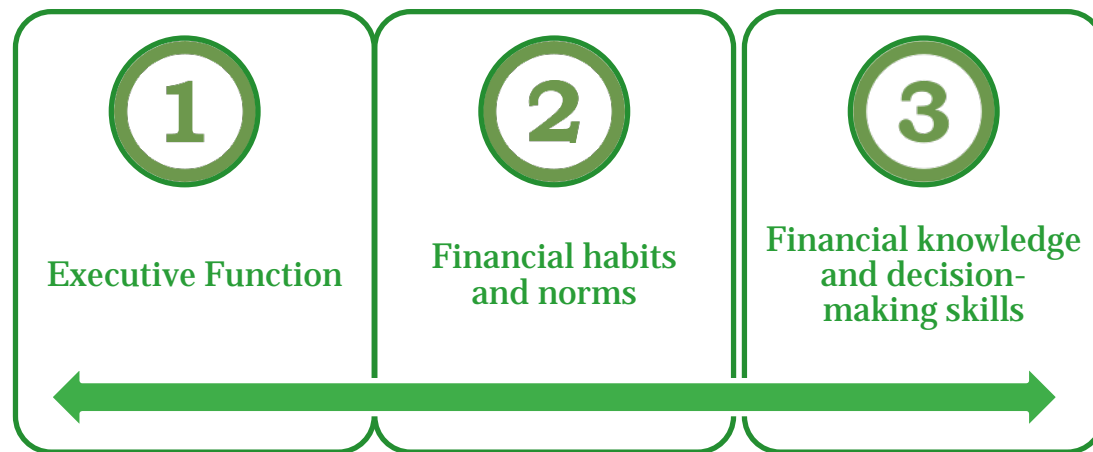 1
2
3
Executive Function
Financial habits
and norms
Financial knowledge
and decision-
making skills